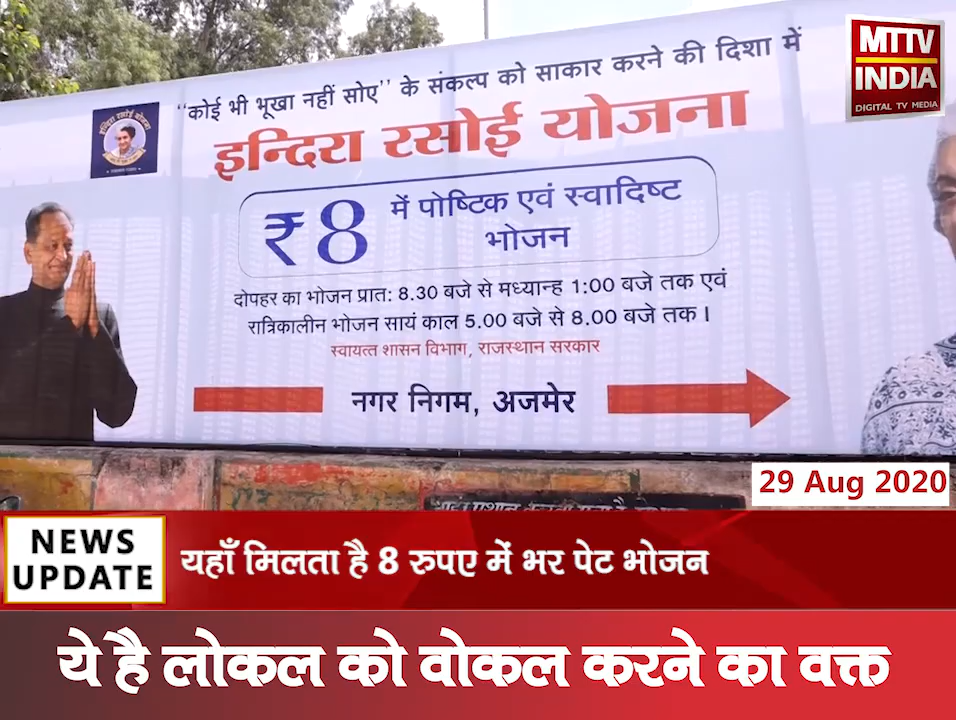 MTTV
INDIA
DIGITAL TV MEDIA
"कोई भी भूखा नहीं सोए" के संकल्प को साकार करने की दिशा में
इन्दिरा रसोई योजना
₹8 में पोष्टिक एवं स्वादिष्ट
भोजन
दोपहर का भोजन प्रात: 8.30 बजे से मध्यान्ह 1:00 बजे तक एवं
रात्रिकालीन भोजन सायं काल 5.00 बजे से 8.00 बजे तक।
स्वायत्त शासन विभाग, राजस्थान सरकार
नगर निगम, अजमेर
29 Aug 2020
NEWS
UPDATE
यहाँ मिलता है 8 रुपए में भर पेट भोजन
ये है लोकल को वोकल करने का वक्त